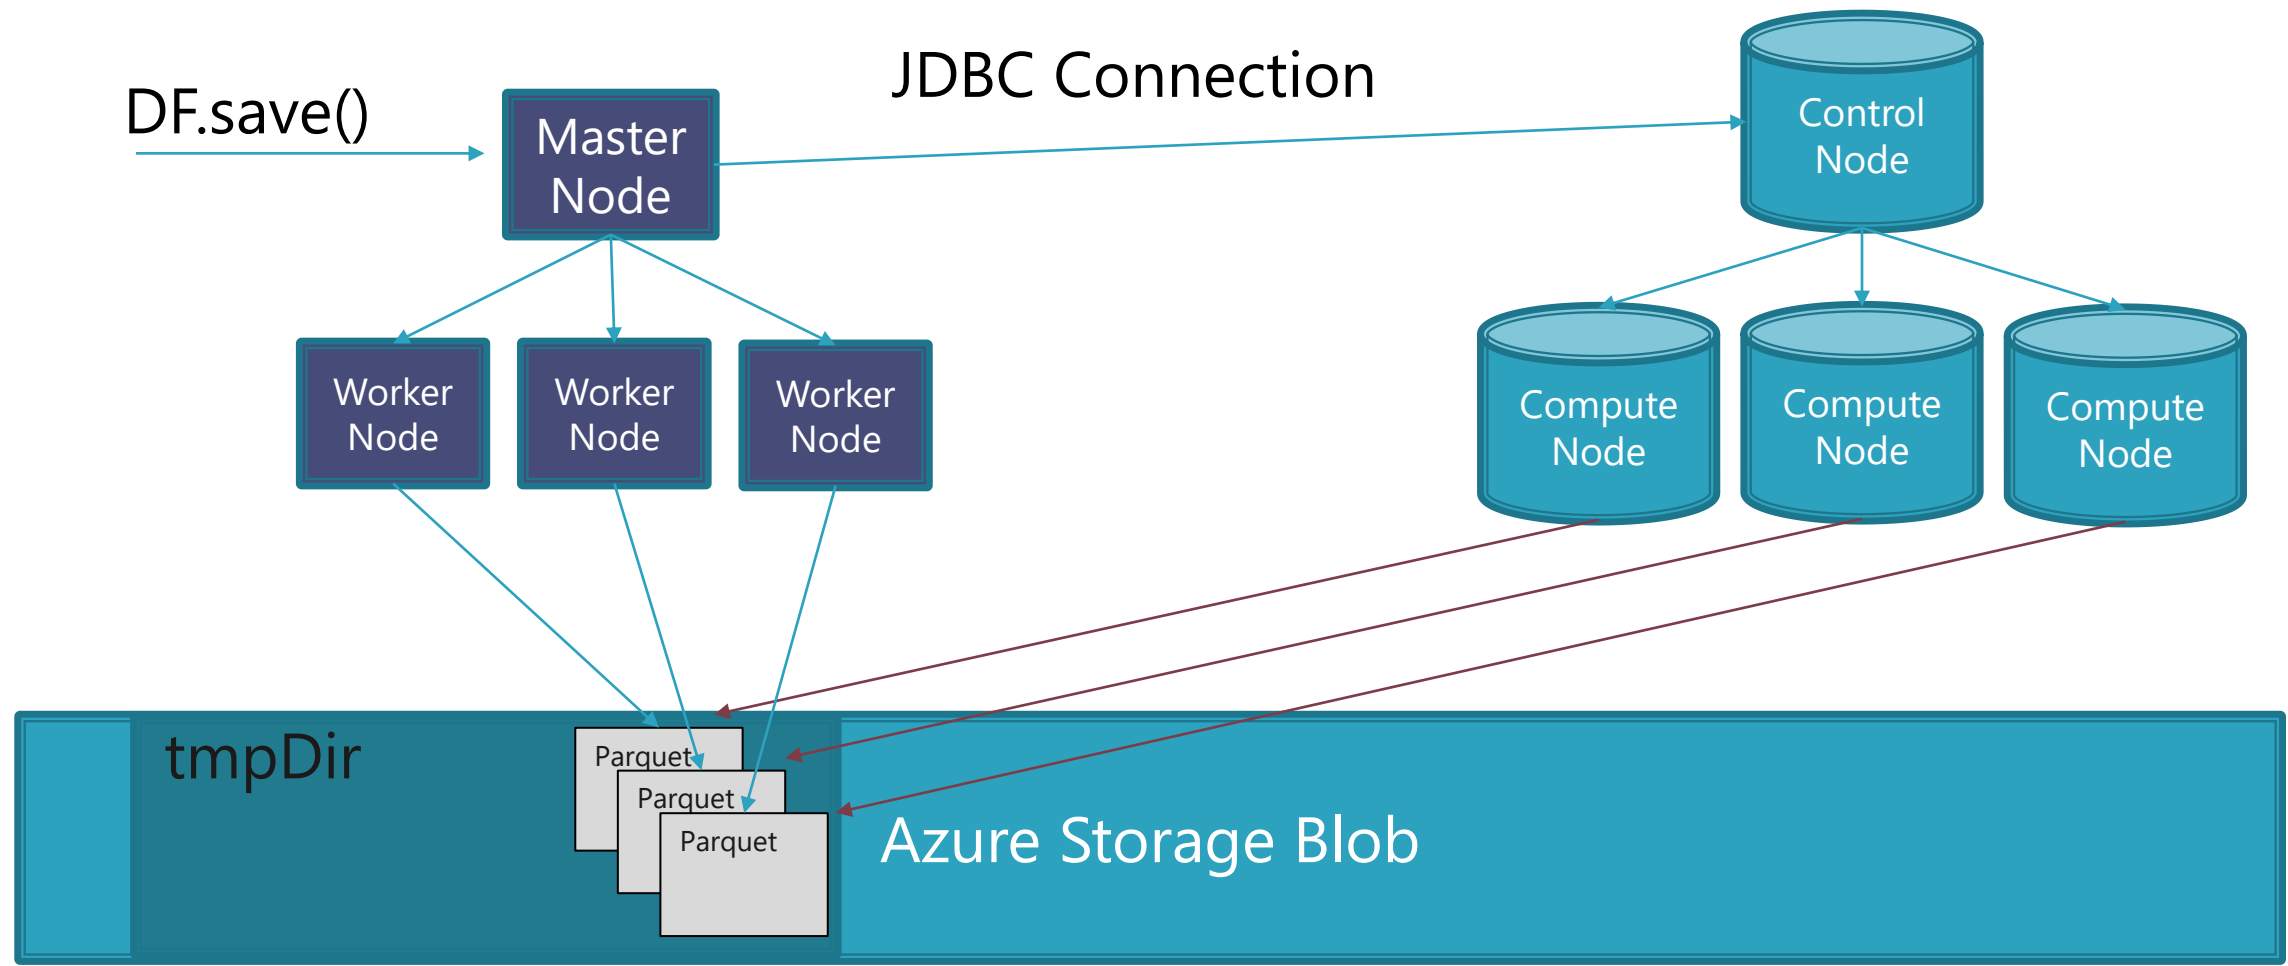 DF.save()
Master
Node
JDBC Connection
Control
Node
Worker
Node
Worker
Node
Worker
Node
Compute
Node
Compute
Node
Compute
Node
tmpDir
Parquet
Parquet
Parquet
Azure Storage Blob